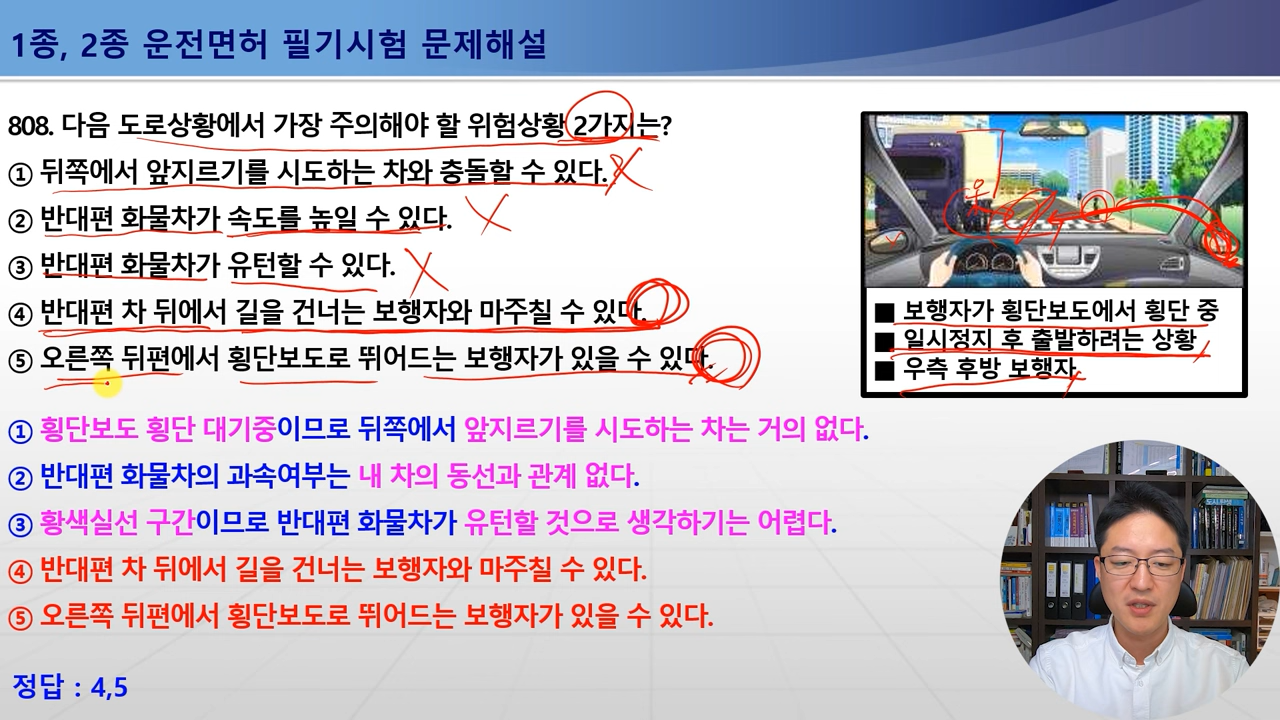 1종, 2종 운전면허 필기시험 문제해설
808. 다음 도로상황에서 가장 주의해야 할 위험상황 2가지는?
① 뒤쪽에서 앞지르기를 시도하는 차와 충돌할 수 있다.
② 반대편 화물차가 속도를 높일 수 있다.
③ 반대편 화물차가 유턴할 수 있다.
④ 반대편 차 뒤에서 길을 건너는 보행자와 마주칠 수 있다.
⑤ 오른쪽 뒤편에서 횡단보도로 뛰어드는 보행자가 있을 수 있다.
■ 보행자가 횡단보도에서 횡단 중
■ 일시정지 후 출발하려는 상황
■ 우측 후방 보행자
① 횡단보도 횡단 대기중이므로 뒤쪽에서 앞지르기를 시도하는 차는 거의 없다.
② 반대편 화물차의 과속여부는 내 차의 동선과 관계 없다.
③ 황색실선 구간이므로 반대편 화물차가 유턴할 것으로 생각하기는 어렵다.
④ 반대편 차 뒤에서 길을 건너는 보행자와 마주칠 수 있다.
⑤ 오른쪽 뒤편에서 횡단보도로 뛰어드는 보행자가 있을 수 있다.
정답 : 4,5